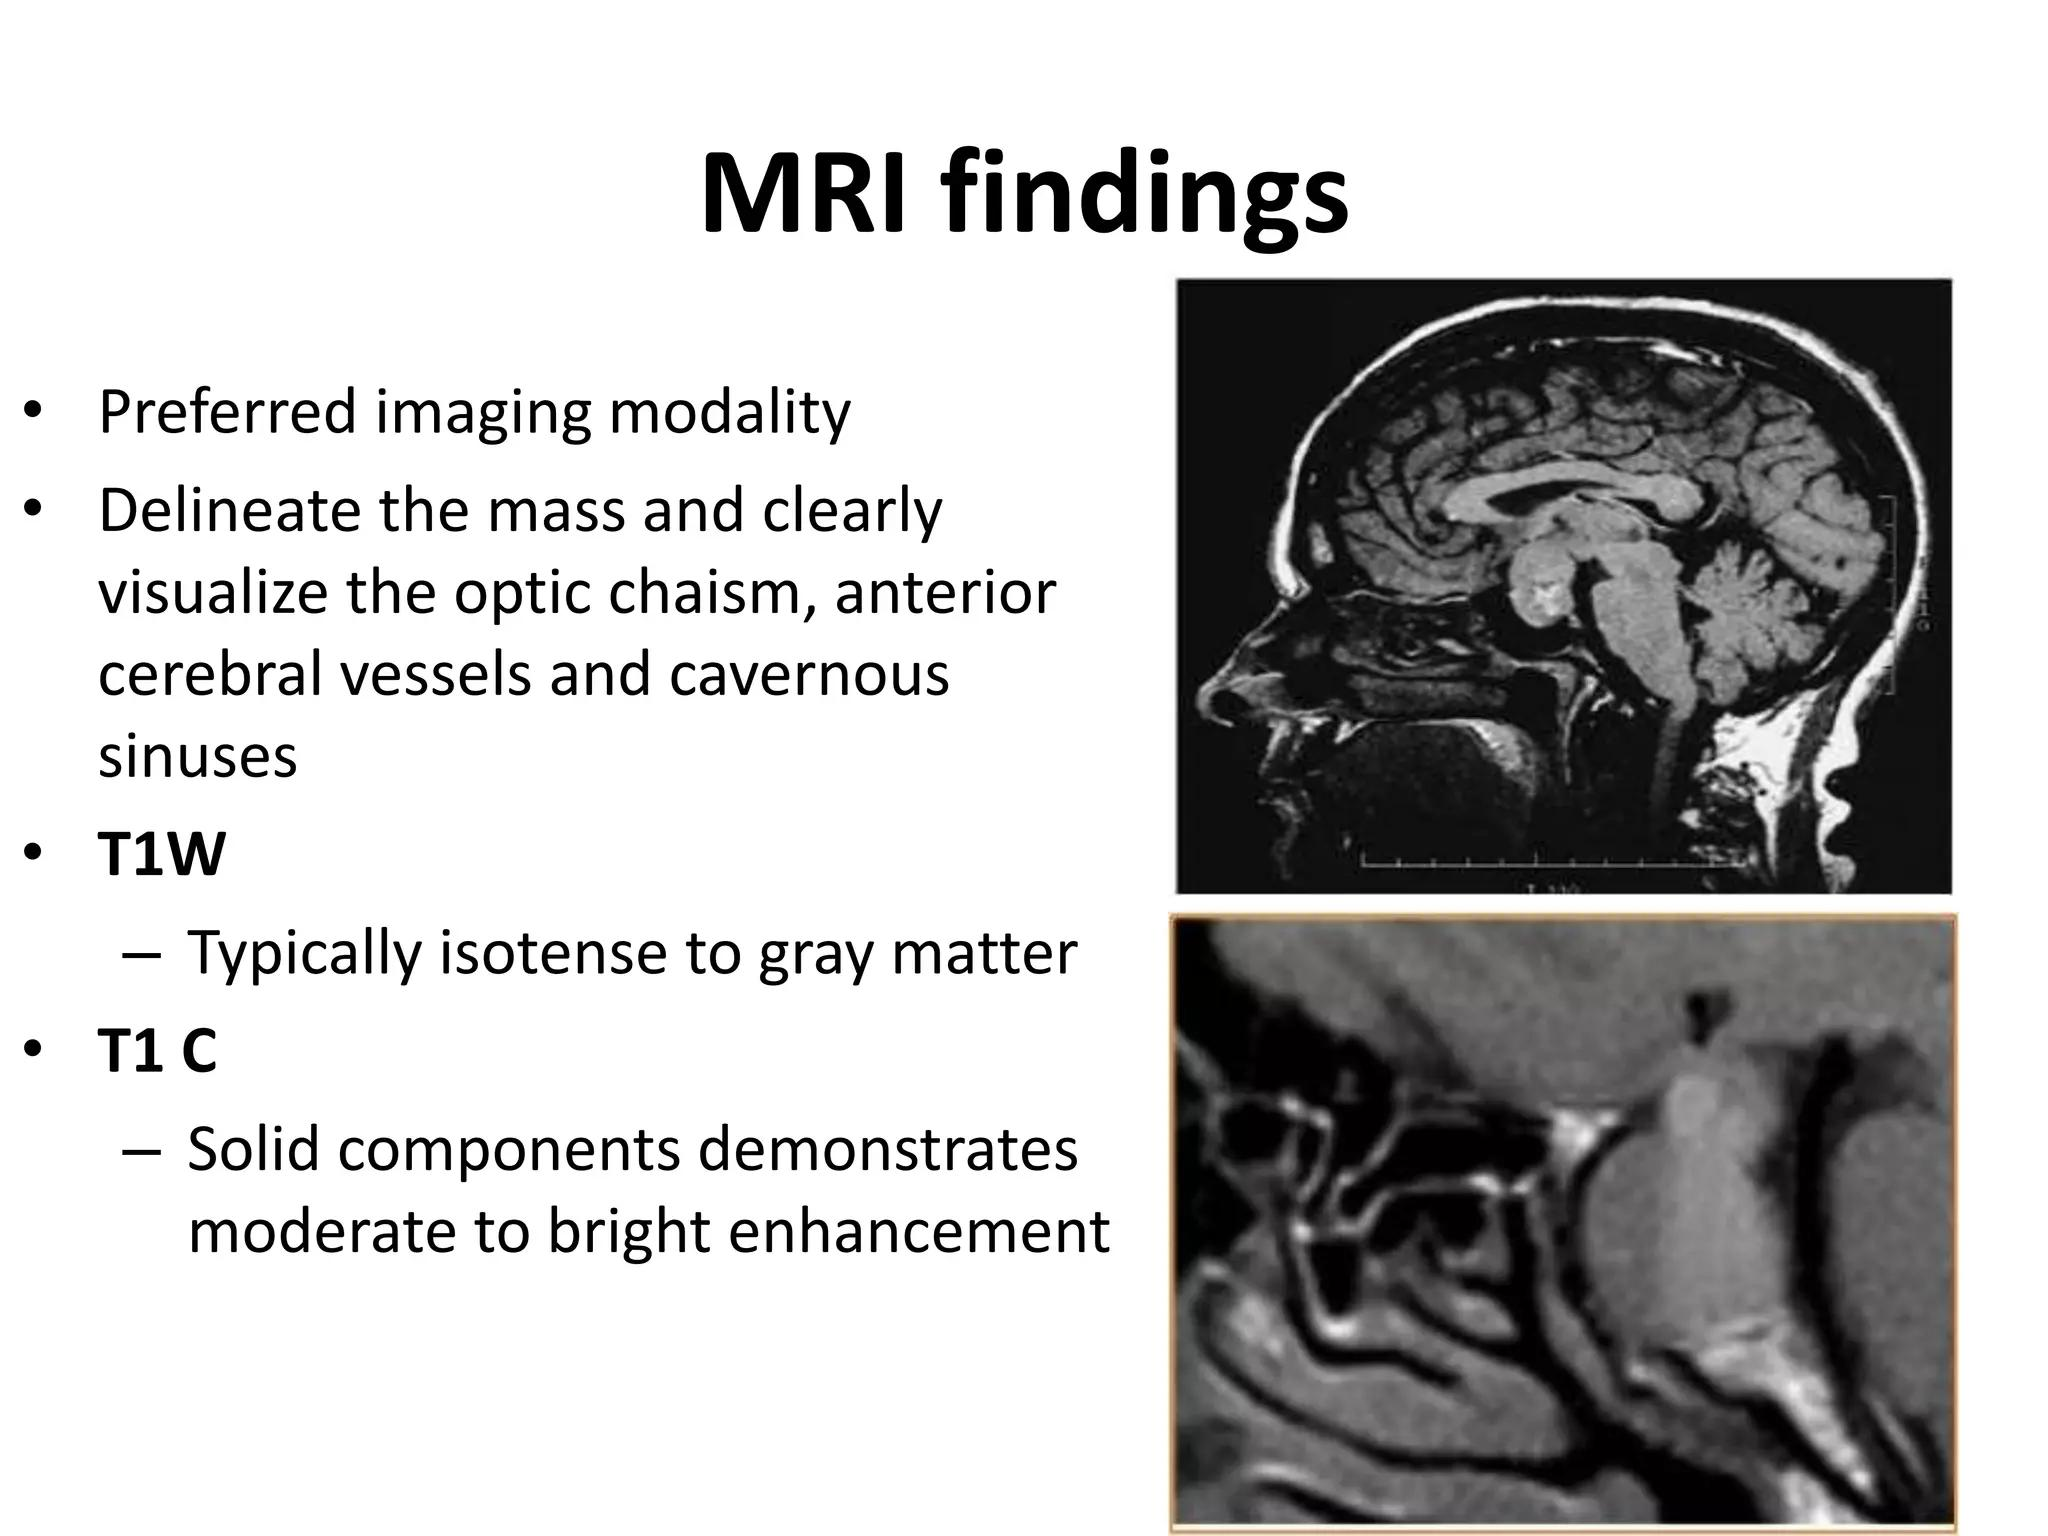 MRI findings
• Preferred imaging modality
• Delineate the mass and clearly
visualize the optic chaism, anterior
cerebral vessels and cavernous
sinuses
• T1W
– Typically isotense to gray matter
• T1 C
– Solid components demonstrates
moderate to bright enhancement